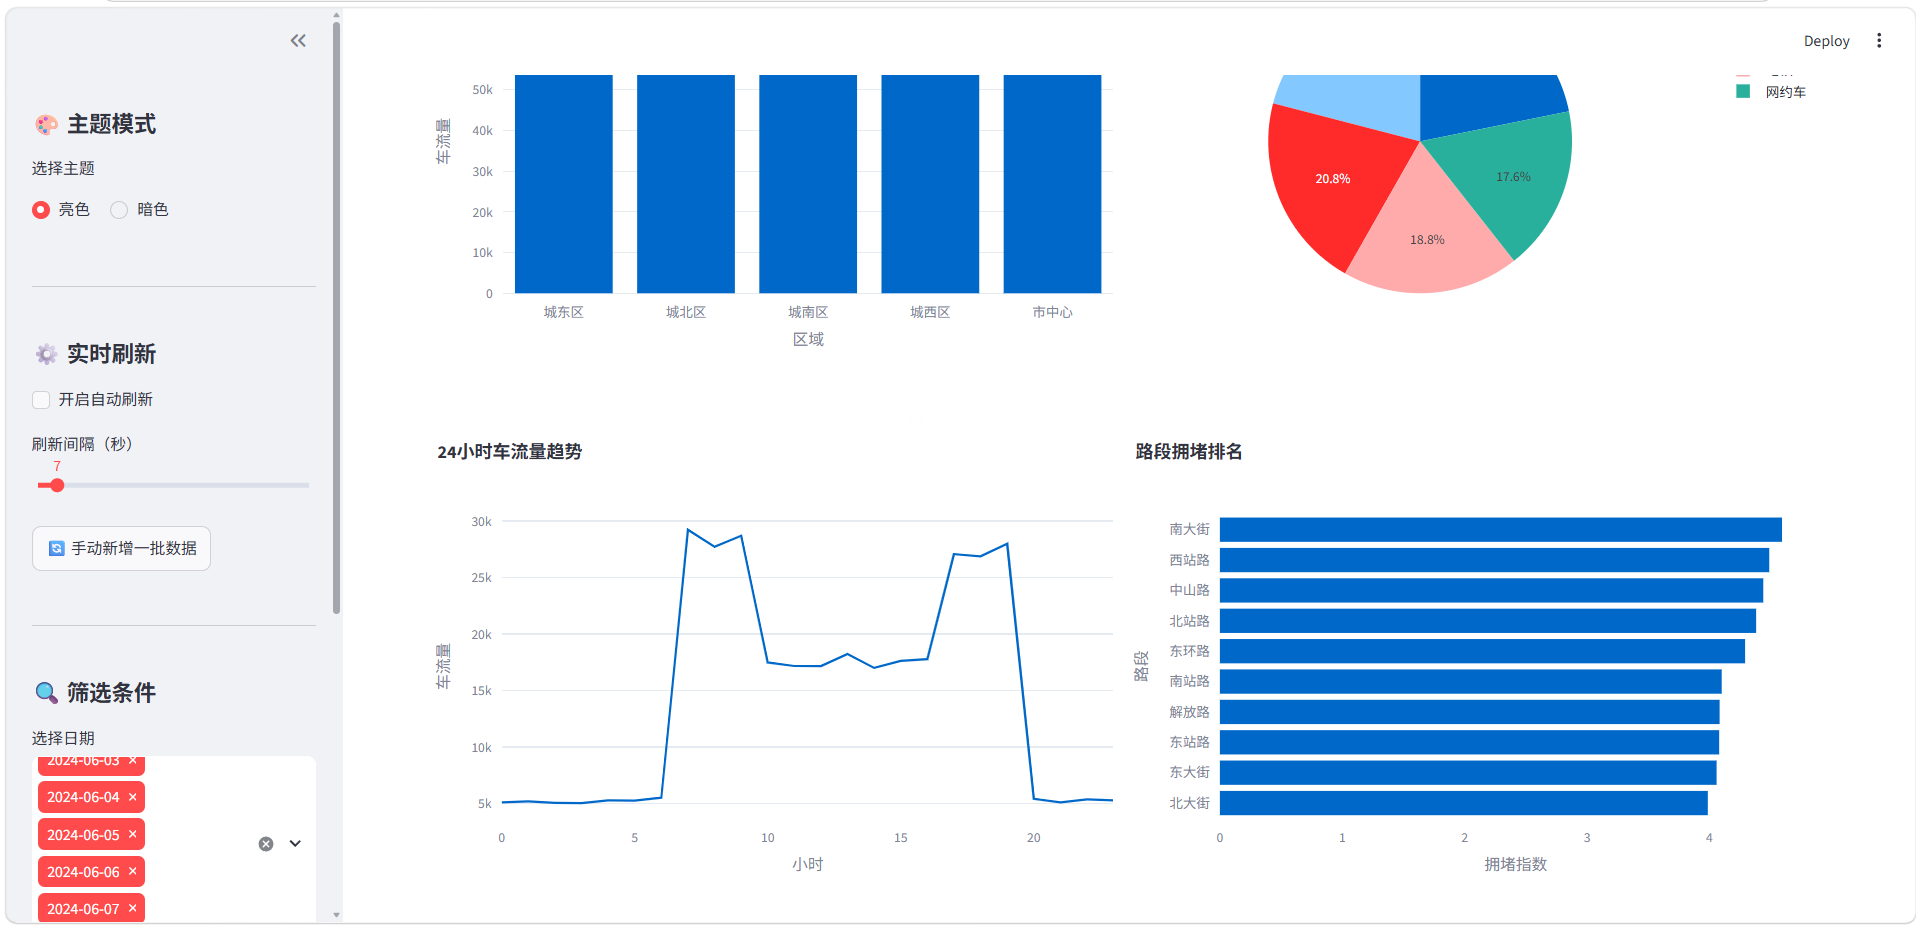 Deploy
主题模式
选择主题
亮色 暗色
实时刷新
开启自动刷新
刷新间隔（秒）
7
手动新增一批数据
筛选条件
选择日期
2024-06-03 ×
2024-06-04 ×
2024-06-05 ×
2024-06-06 ×
2024-06-07 ×
车流量
50k
40k
30k
20k
10k
0
城东区 城北区 城南区 城西区 市中心
区域
网约车
20.8%
17.6%
18.8%
24小时车流量趋势
车流量
30k
25k
20k
15k
10k
5k
0 5 10 15 20
小时
路段拥堵排名
路段
南大街
西站路
中山路
北站路
东环路
南站路
解放路
东站路
东大街
北大街
0 1 2 3 4
拥堵指数